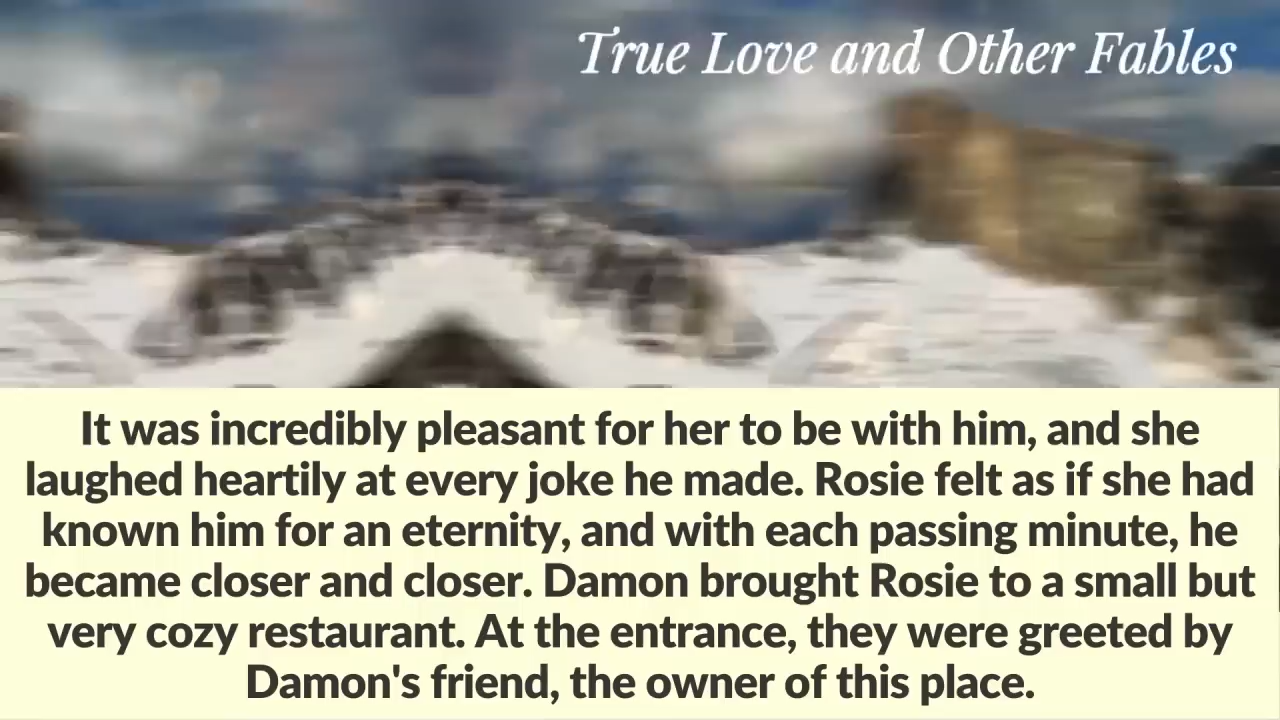 True Love and Other Fables
It was incredibly pleasant for her to be with him, and she
laughed heartily at every joke he made. Rosie felt as if she had
known him for an eternity, and with each passing minute, he
became closer and closer. Damon brought Rosie to a small but
very cozy restaurant. At the entrance, they were greeted by
Damon's friend, the owner of this place.